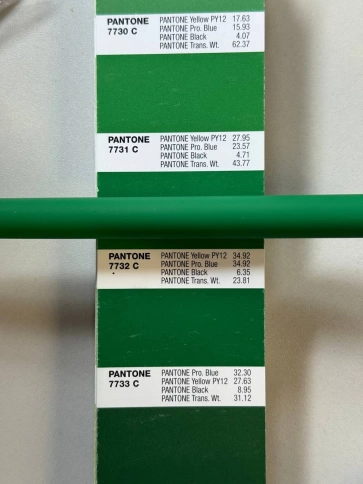 PANTONE
7730 C
PANTONE Yellow PY12 17.63
PANTONE Pro. Blue 15.93
PANTONE Black 4.07
PANTONE Trans. Wt. 62.37
PANTONE
7731 C
PANTONE Yellow PY12 27.95
PANTONE Pro. Blue 23.57
PANTONE Black 4.71
PANTONE Trans. Wt. 43.77
PANTONE
7732 C
PANTONE Yellow PY12 34.92
PANTONE Pro. Blue 34.92
PANTONE Black 6.35
PANTONE Trans. Wt. 23.81
PANTONE
7733 C
PANTONE Pro. Blue 32.30
PANTONE Yellow PY12 27.63
PANTONE Black 8.95
PANTONE Trans. Wt. 31.12